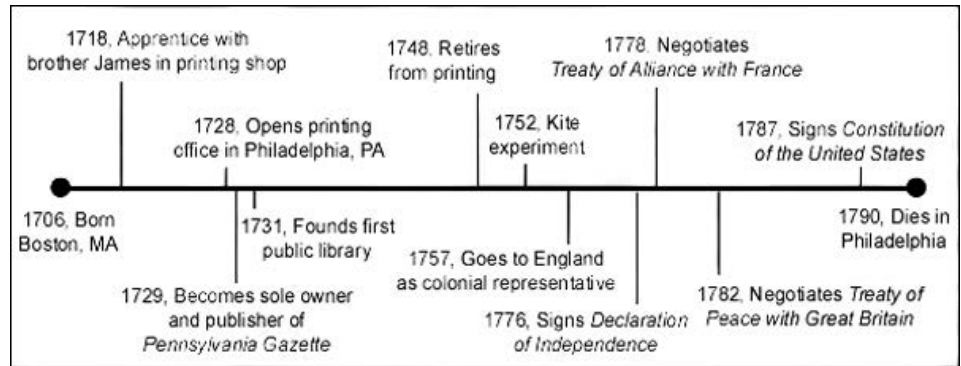 1718, Apprentice with
brother James in printing shop
1748. Retires
from printing
1778. Negotiates
Treaty of Alliance with France
1728, Opens printing
office in Philadelphia, PA
1752, Kite
experiment
1787, Signs Constitution
of the United States
1706, Born
Boston, MA
1731, Founds first
public library
1790, Dies in
Philadelphia
1757, Goes to England
as colonial representative
1729, Becomes sole owner
and publisher of
Pennsylvania Gazette
1776, Signs Declaration
of Independence
1782, Negotiates Treaty of
Peace with Great Britain